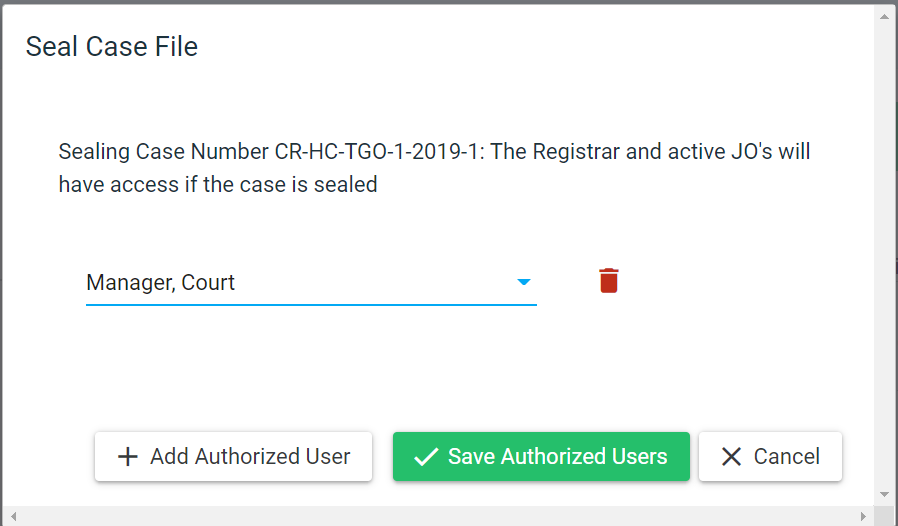 Seal Case File
Sealing Case Number CR-HC-TGO-1-2019-1: The Registrar and active JO's will
have access if the case is sealed
Manager, Court
Add Authorized User
Save Authorized Users
Cancel